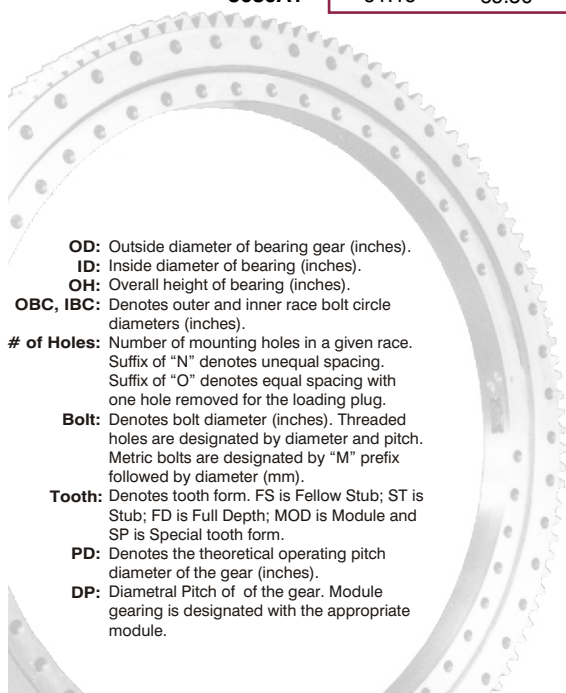 OD: Outside diameter of bearing gear (inches).
ID: Inside diameter of bearing (inches).
OH: Overall height of bearing (inches).
OBC, IBC: Denotes outer and inner race bolt circle
diameters (inches).
# of Holes: Number of mounting holes in a given race.
Suffix of “N” denotes unequal spacing.
Suffix of “O” denotes equal spacing with
one hole removed for the loading plug.
Bolt: Denotes bolt diameter (inches). Threaded
holes are designated by diameter and pitch.
Metric bolts are designated by “M” prefix
followed by diameter (mm).
Tooth: Denotes tooth form. FS is Fellow Stub; ST is
Stub; FD is Full Depth; MOD is Module and
SP is Special tooth form.
PD: Denotes the theoretical operating pitch
diameter of the gear (inches).
DP: Diametral Pitch of of the gear. Module
gearing is designated with the appropriate
module.